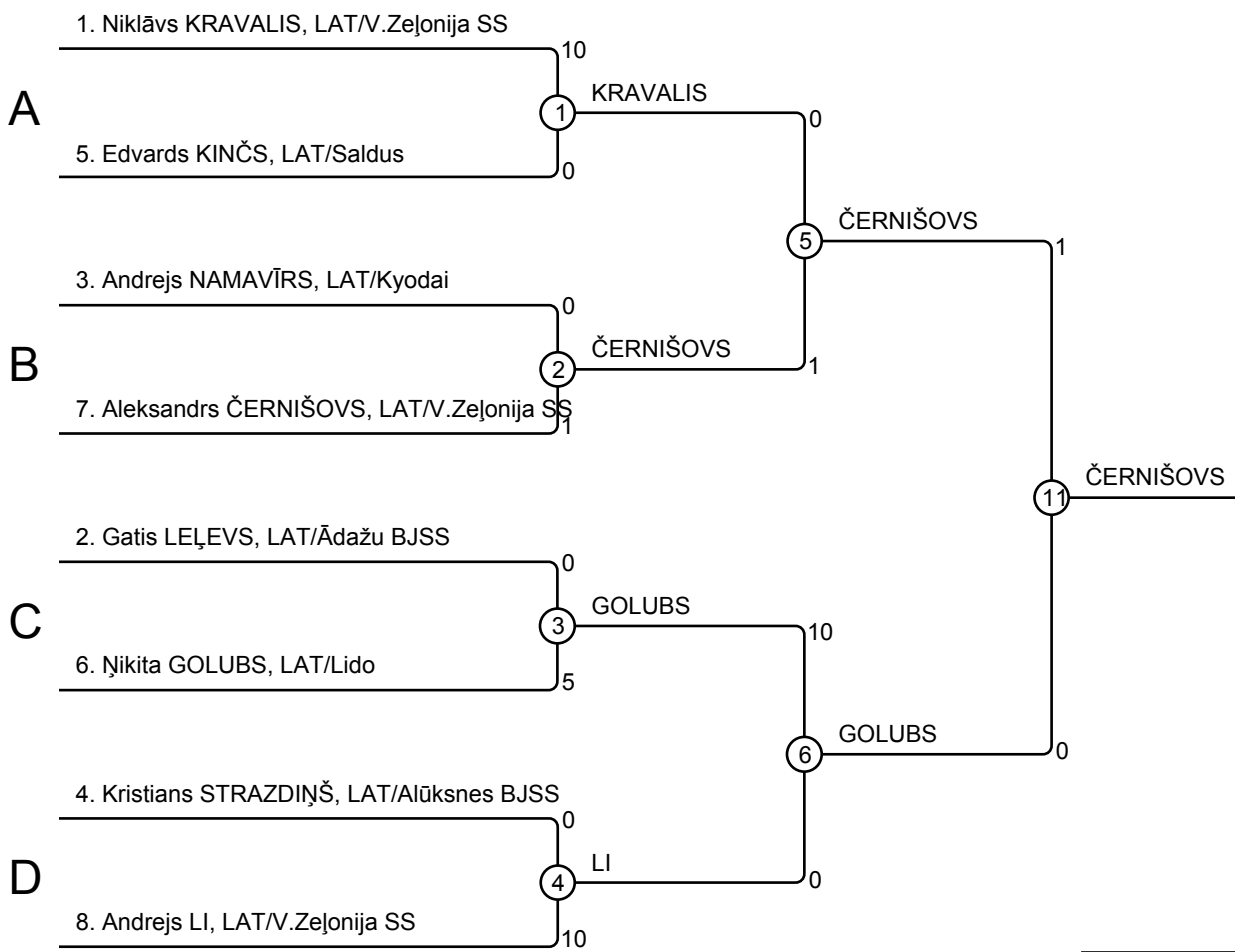 1. Niklāvs KRAVALIS, LAT/V.Zeļonija SS
10
A
1
KRAVALIS
0
5. Edvards KINČS, LAT/Saldus
0
5
ČERNIŠOVS
1
3. Andrejs NAMAVĪRS, LAT/Kyodai
0
B
2
ČERNIŠOVS
1
7. Aleksandrs ČERNIŠOVS, LAT/V.Zeļonija SS
1
11
ČERNIŠOVS
2. Gatis LEĻEVS, LAT/Ādažu BJSS
0
C
3
GOLUBS
10
6. Ņikita GOLUBS, LAT/Lido
5
6
GOLUBS
0
4. Kristians STRAZDIŅŠ, LAT/Alūksnes BJSS
0
D
4
LI
0
8. Andrejs LI, LAT/V.Zeļonija SS
10